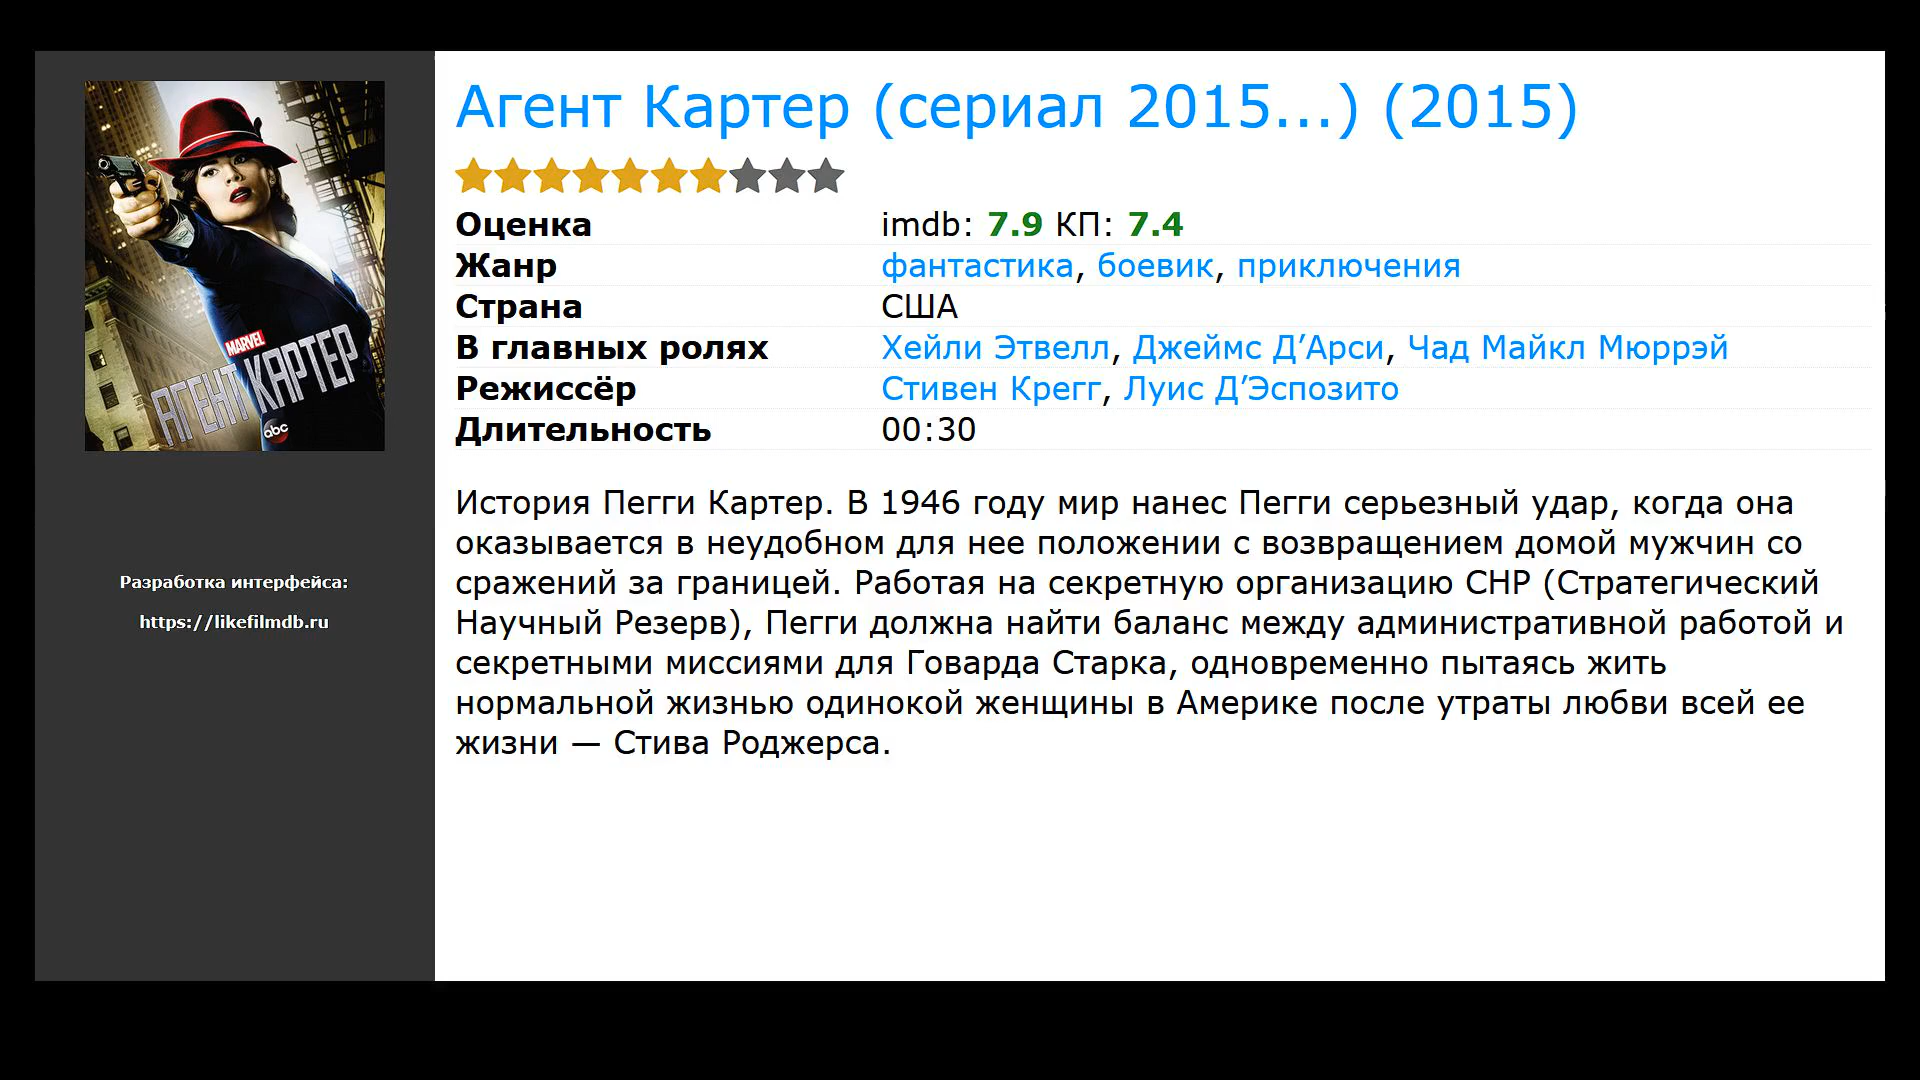 MARVEL
АГЕНТ КАРТЕР
abc
Разработка интерфейса:
https://likefilmdb.ru
Агент Картер (сериал 2015...) (2015)
Оценка imdb: 7.9 КП: 7.4
Жанр фантастика, боевик, приключения
Страна США
В главных ролях Хейли Этвелл, Джеймс Д’Арси, Чад Майкл Мюррэй
Режиссёр Стивен Крегг, Луис Д’Эспозито
Длительность 00:30
История Пегги Картер. В 1946 году мир нанес Пегги серьезный удар, когда она
оказывается в неудобном для нее положении с возвращением домой мужчин со
сражений за границей. Работая на секретную организацию СНР (Стратегический
Научный Резерв), Пегги должна найти баланс между административной работой и
секретными миссиями для Говарда Старка, одновременно пытаясь жить
нормальной жизнью одинокой женщины в Америке после утраты любви всей ее
жизни — Стива Роджерса.